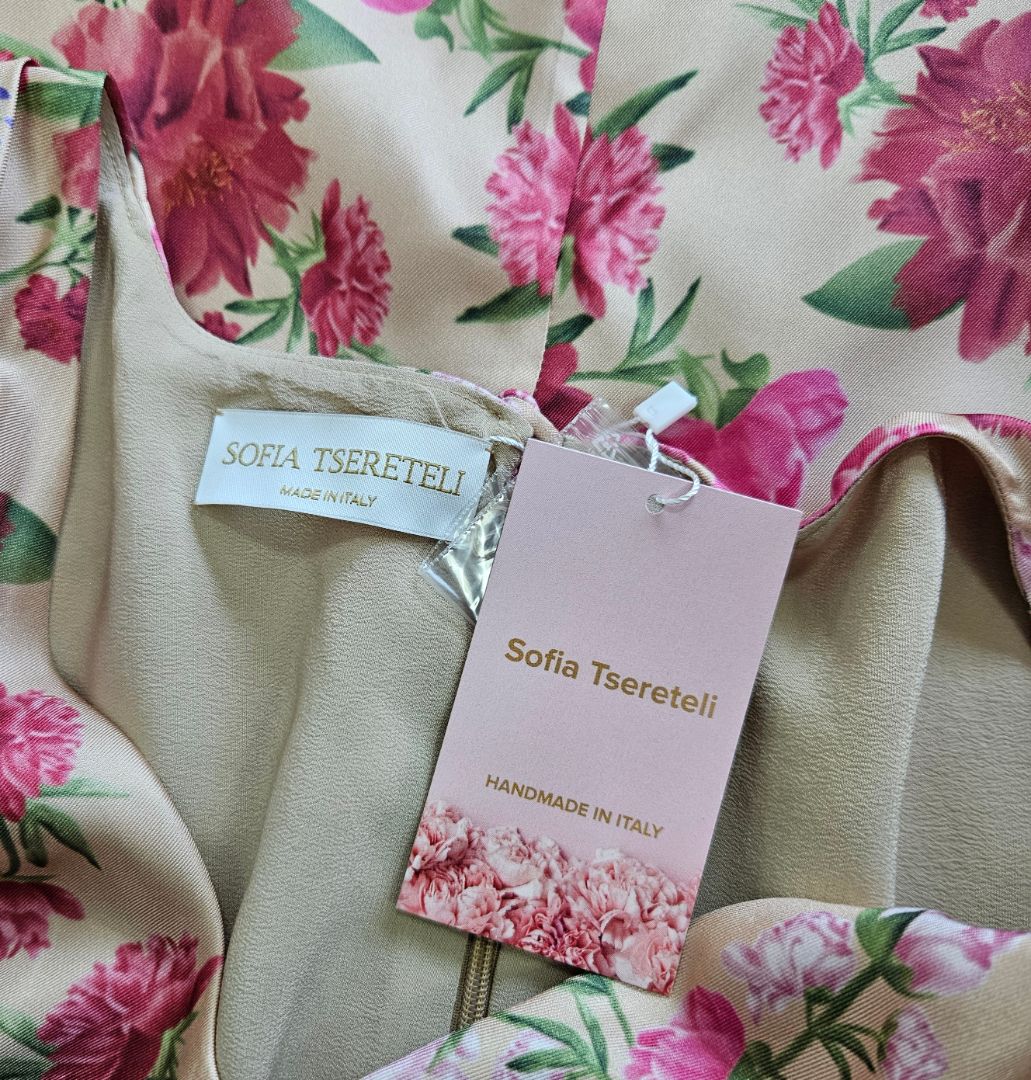 SOFIA TSERETELI
MADE IN ITALY
Sofia Tsereteli
HANDMADE IN ITALY